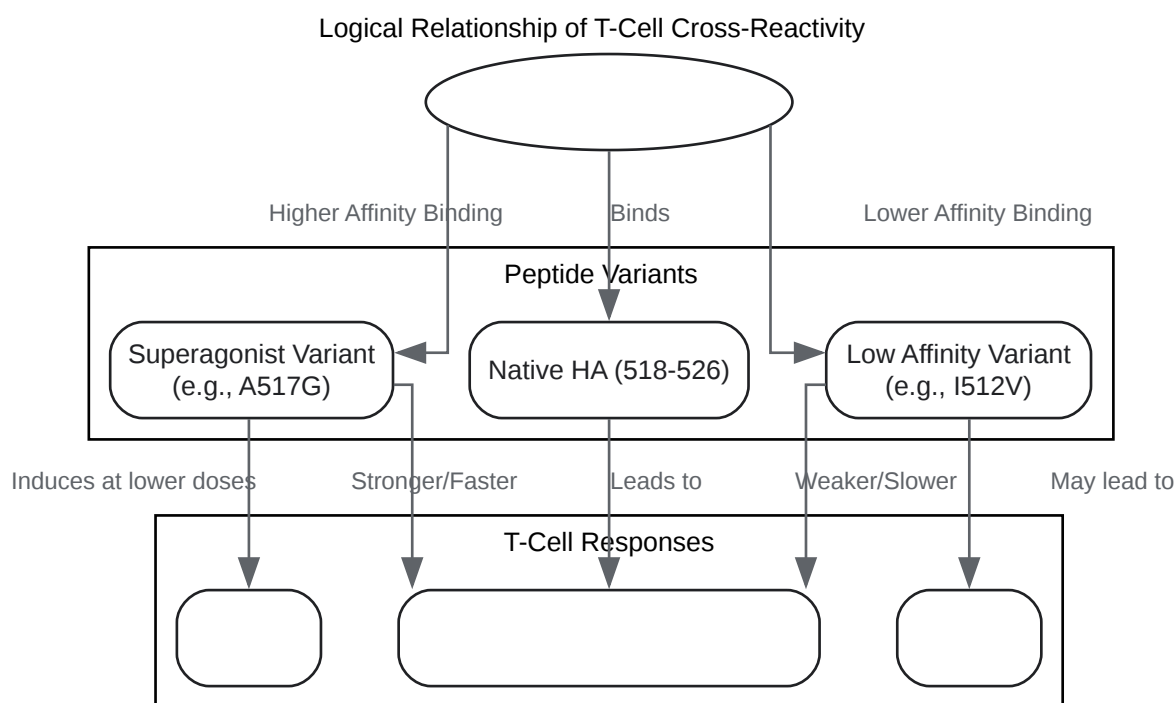 Logical Relationship of T-Cell Cross-Reactivity
Higher Affinity Binding
Binds
Lower Affinity Binding
Peptide Variants
Superagonist Variant
(e.g., A517G)
Native HA (518-526)
Low Affinity Variant
(e.g., I512V)
Induces at lower doses
Stronger/Faster
Leads to
Weaker/Slower
May lead to
T-Cell Responses